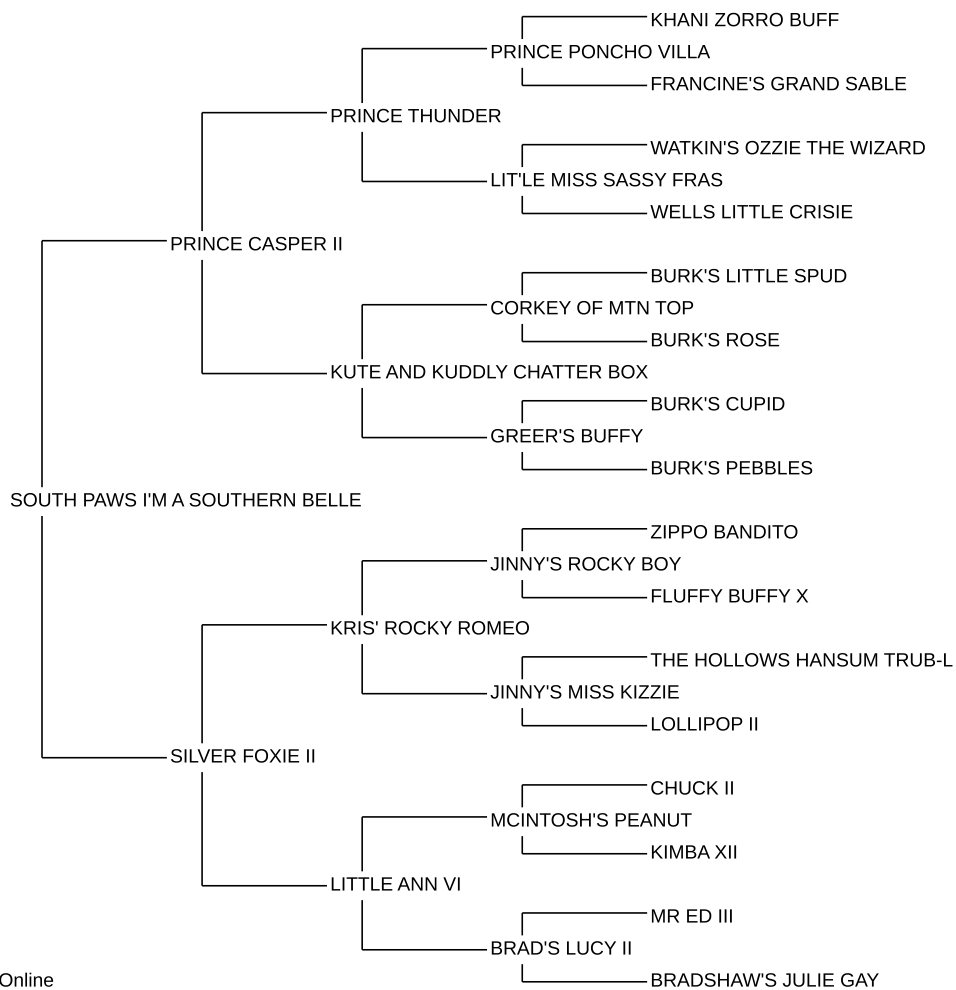 KHANI ZORRO BUFF
PRINCE PONCHO VILLA
FRANCINE'S GRAND SABLE
PRINCE THUNDER
WATKIN'S OZZIE THE WIZARD
LIT'LE MISS SASSY FRAS
WELLS LITTLE CRISIE
PRINCE CASPER II
BURK'S LITTLE SPUD
CORKEY OF MTN TOP
BURK'S ROSE
KUTE AND KUDDLY CHATTER BOX
BURK'S CUPID
GREER'S BUFFY
BURK'S PEBBLES
SOUTH PAWS I'M A SOUTHERN BELLE
ZIPPO BANDITO
JINNY'S ROCKY BOY
FLUFFY BUFFY X
KRIS' ROCKY ROMEO
THE HOLLOWS HANSUM TRUB-L
JINNY'S MISS KIZZIE
LOLLIPOP II
SILVER FOXIE II
CHUCK II
MCINTOSH'S PEANUT
KIMBA XII
LITTLE ANN VI
MR ED III
BRAD'S LUCY II
BRADSHAW'S JULIE GAY
Online